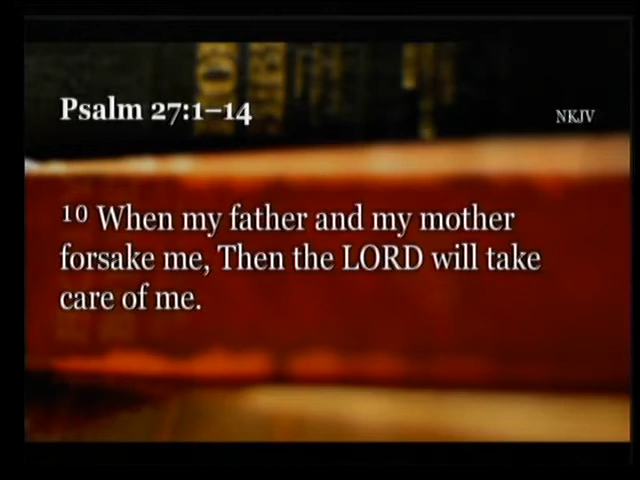 Psalm 27:1–14
NKJV
10 When my father and my mother
forsake me, Then the LORD will take
care of me.